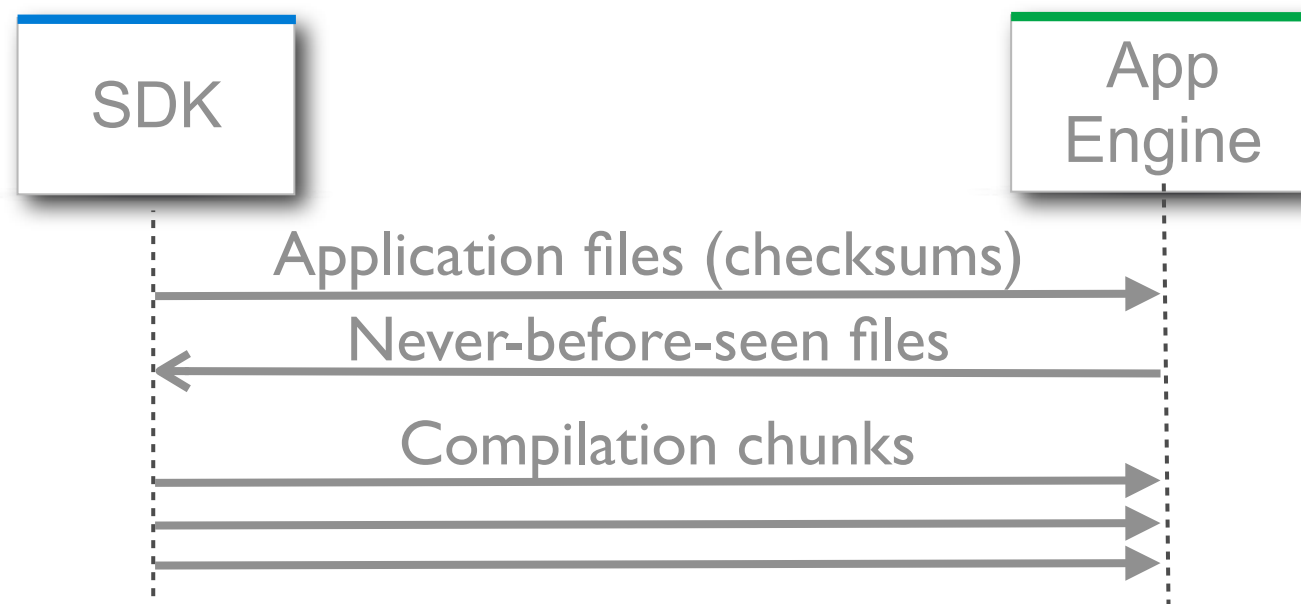 SDK
App
Engine
Application files (checksums)
Never-before-seen files
Compilation chunks